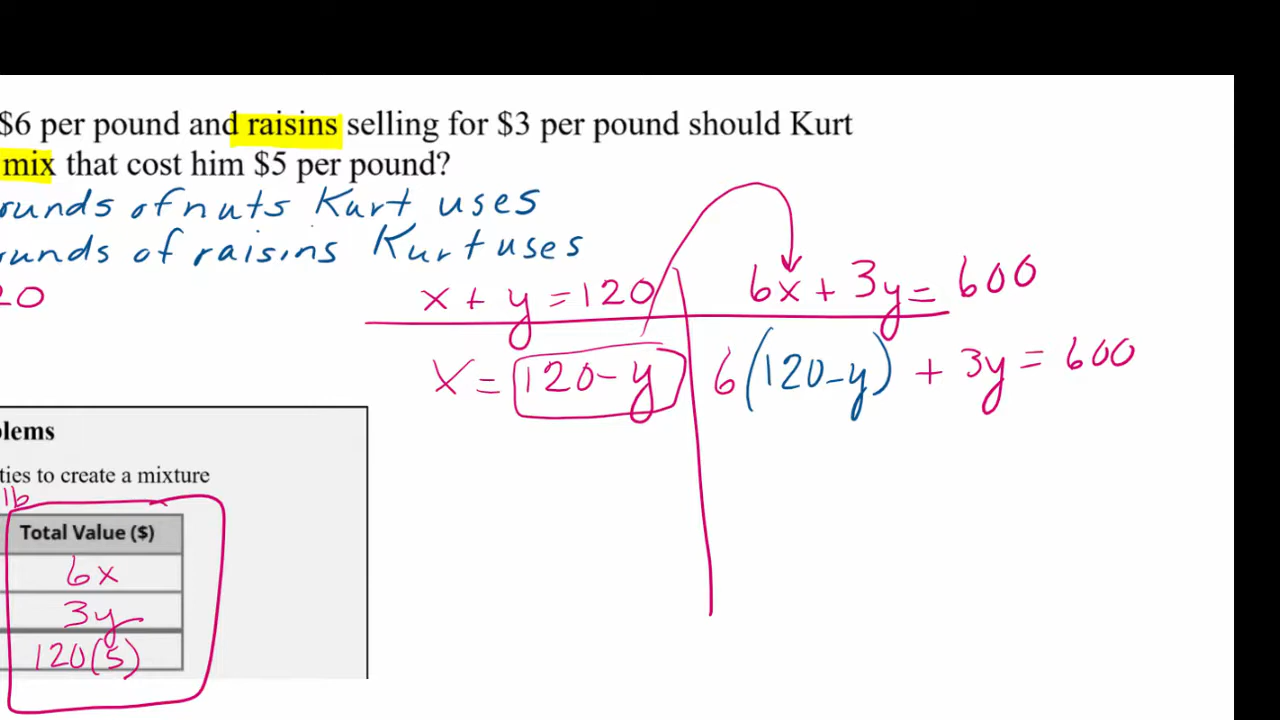 $6 per pound and raisins selling for $3 per pound should Kurt
mix that cost him $5 per pound?
ounds of nuts Kurt uses
unds of raisins Kurt uses
20
x + y = 120
6x + 3y = 600
x = 120 - y
6(120 - y) + 3y = 600
olems
ties to create a mixture
lb
Total Value ($)
6x
3y
120(5)